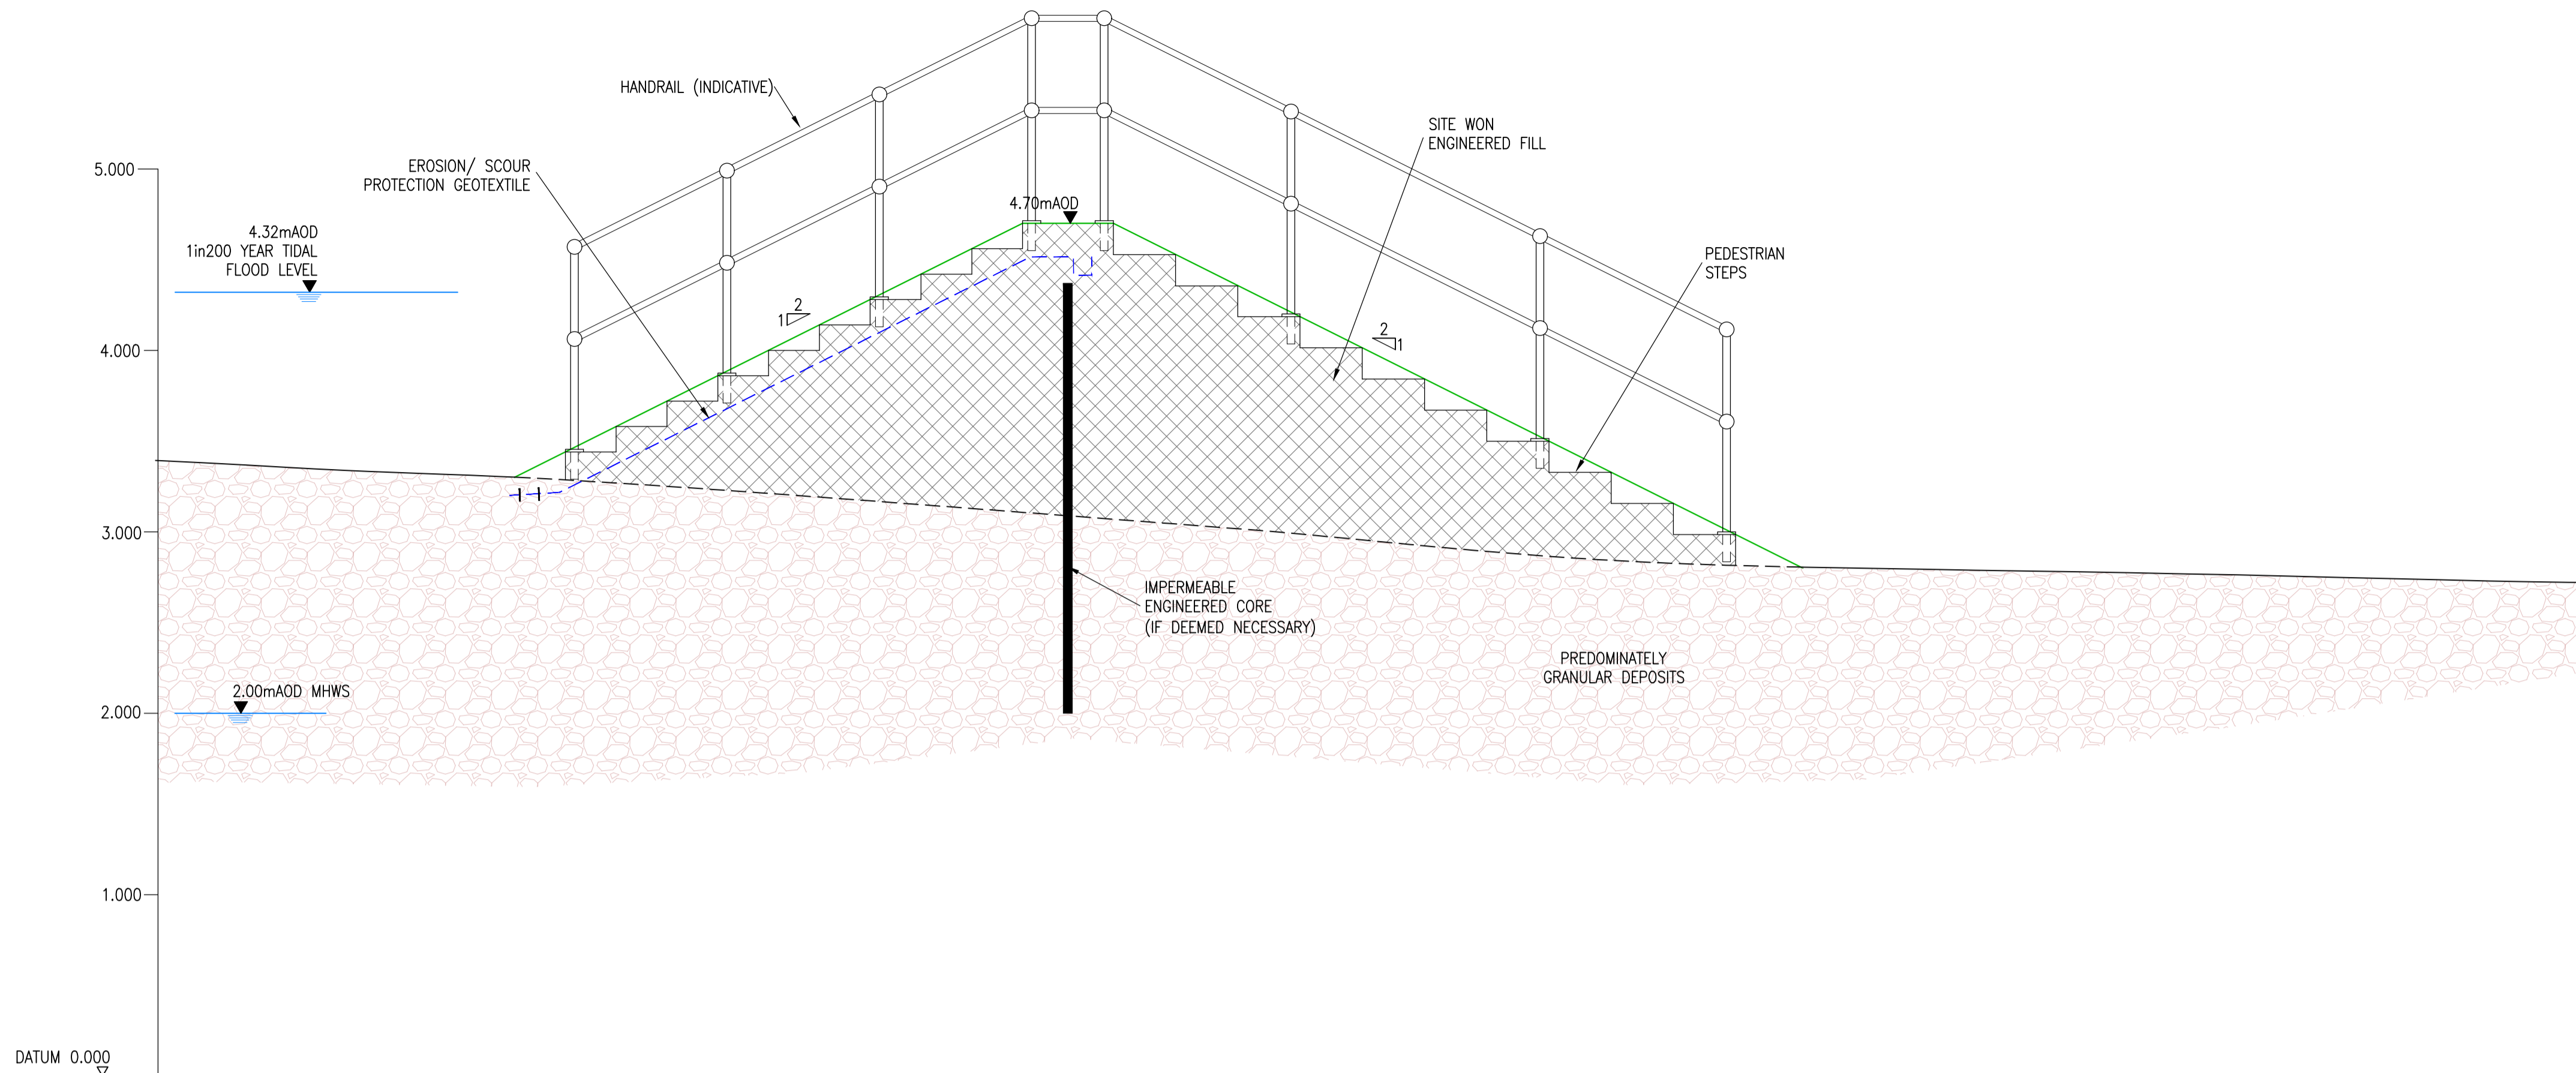 HANDRAIL (INDICATIVE)
SITE WON
ENGINEERED FILL
EROSION/ SCOUR
PROTECTION GEOTEXTILE
5.000
4.70mAOD
4.32mAOD
1in200 YEAR TIDAL
FLOOD LEVEL
PEDESTRIAN
STEPS
2
1
2
1
4.000
3.000
IMPERMEABLE
ENGINEERED CORE
(IF DEEMED NECESSARY)
PREDOMINATELY
GRANULAR DEPOSITS
2.00mAOD MHWS
2.000
1.000
DATUM 0.000